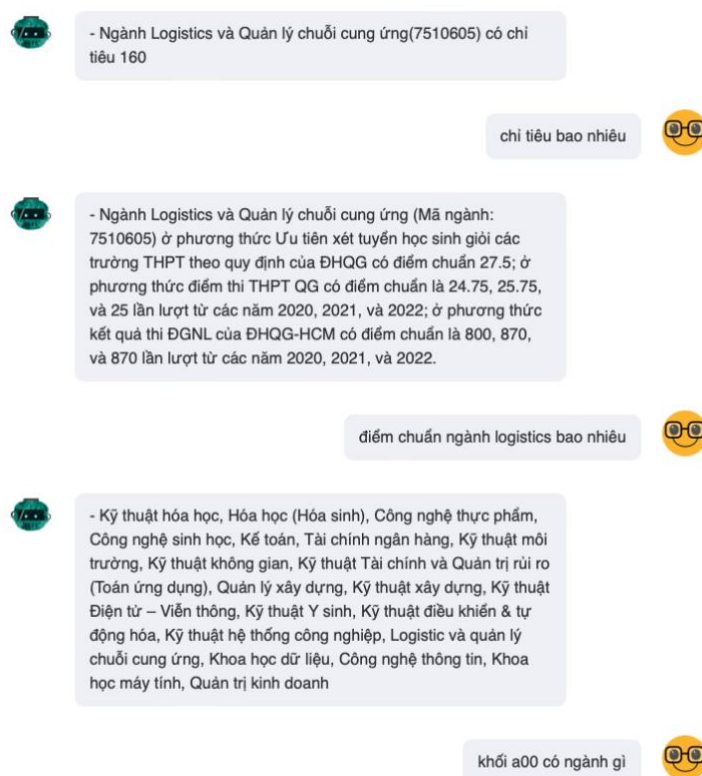 - Ngành Logistics và Quản lý chuỗi cung ứng(7510605) có chỉ
tiêu 160
chỉ tiêu bao nhiêu
- Ngành Logistics và Quản lý chuỗi cung ứng (Mã ngành:
7510605) ở phương thức Ưu tiên xét tuyển học sinh giỏi các
trường THPT theo quy định của ĐHQG có điểm chuẩn 27.5; ở
phương thức điểm thi THPT QG có điểm chuẩn là 24.75, 25.75,
và 25 lần lượt từ các năm 2020, 2021, và 2022; ở phương thức
kết quả thi ĐGNL của ĐHQG-HCM có điểm chuẩn là 800, 870,
và 870 lần lượt từ các năm 2020, 2021, và 2022.
điểm chuẩn ngành logistics bao nhiêu
- Kỹ thuật hóa học, Hóa học (Hóa sinh), Công nghệ thực phẩm,
Công nghệ sinh học, Kế toán, Tài chính ngân hàng, Kỹ thuật môi
trường, Kỹ thuật không gian, Kỹ thuật Tài chính và Quản trị rủi ro
(Toán ứng dụng), Quản lý xây dựng, Kỹ thuật xây dựng, Kỹ thuật
Điện tử – Viễn thông, Kỹ thuật Y sinh, Kỹ thuật điều khiển & tự
động hóa, Kỹ thuật hệ thống công nghiệp, Logistic và quản lý
chuỗi cung ứng, Khoa học dữ liệu, Công nghệ thông tin, Khoa
học máy tính, Quản trị kinh doanh
khối a00 có ngành gì